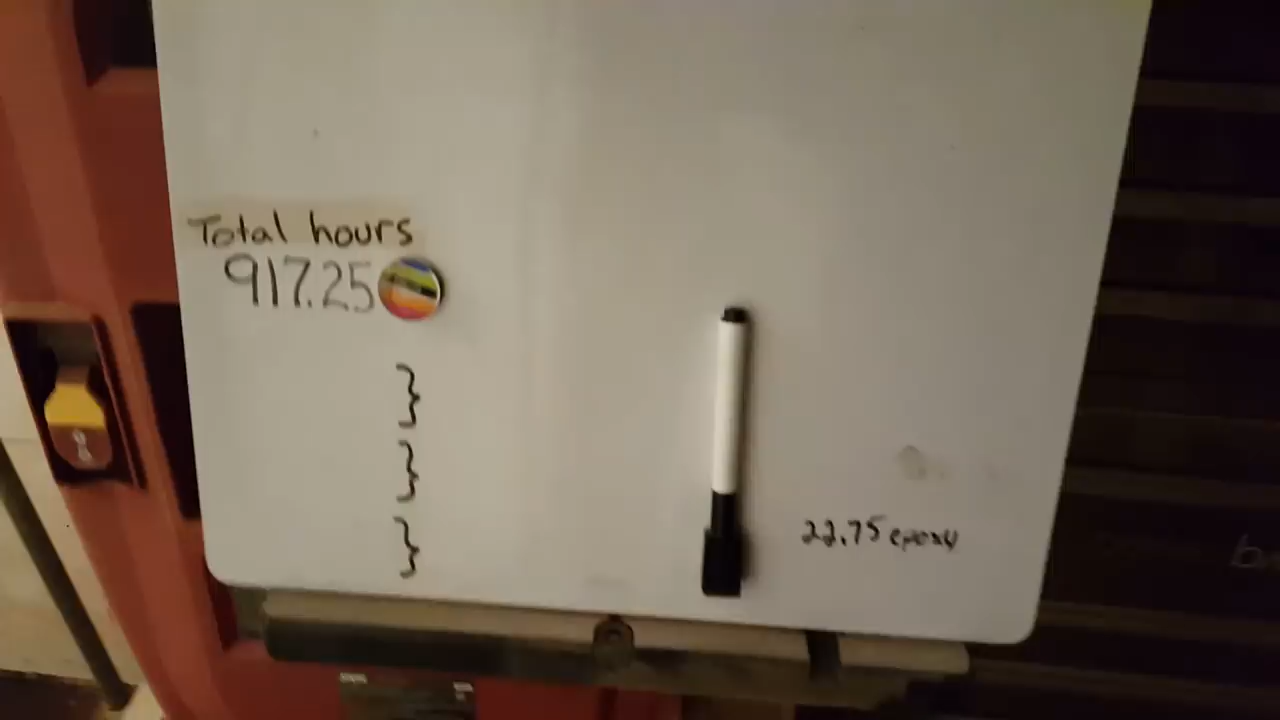 Total hours
917.25
}
}
}
22.75 epoxy